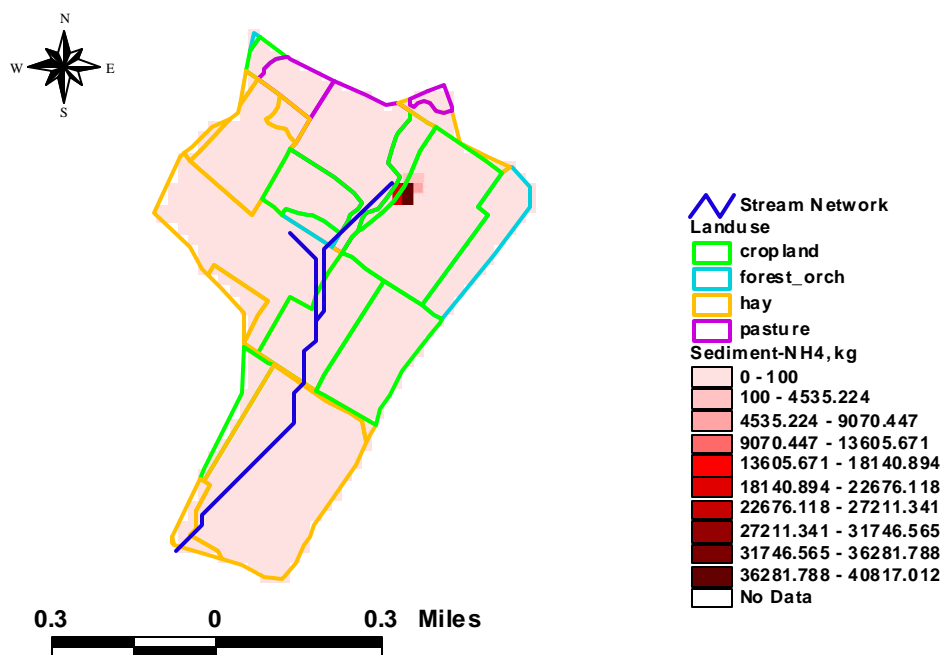 N
W E
S
Stream Network
Landuse
cropland
forest_orch
hay
pasture
Sediment-NH4, kg
0 - 100
100 - 4535.224
4535.224 - 9070.447
9070.447 - 13605.671
13605.671 - 18140.894
18140.894 - 22676.118
22676.118 - 27211.341
27211.341 - 31746.565
31746.565 - 36281.788
36281.788 - 40817.012
No Data
0.3 0 0.3 Miles